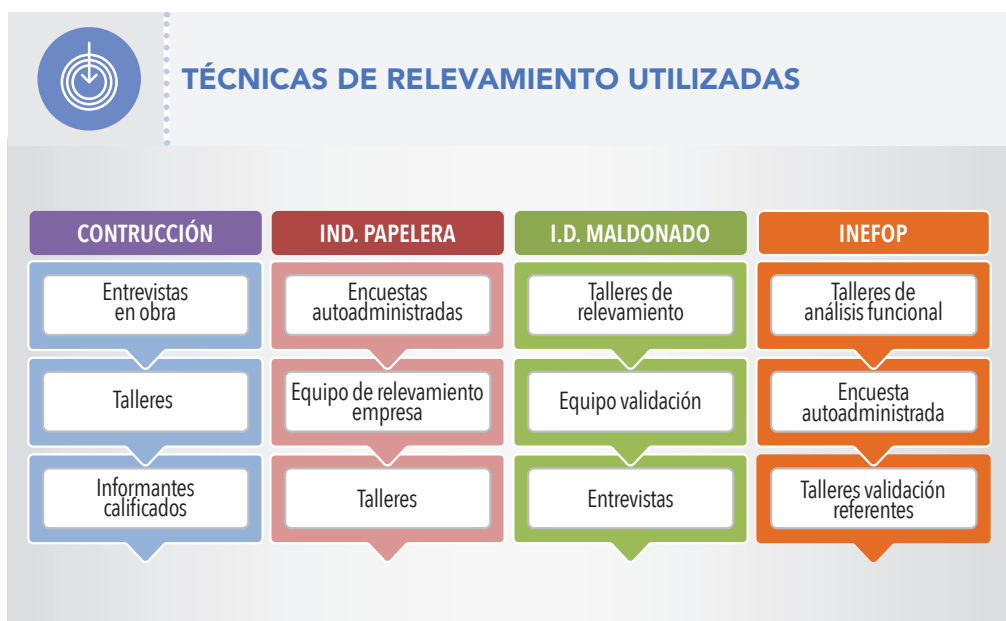 TÉCNICAS DE RELEVAMIENTO UTILIZADAS
CONTRUCCIÓN
Entrevistas
en obra
Talleres
Informantes
calificados
IND. PAPELERA
Encuestas
autoadministradas
Equipo de relevamiento
empresa
Talleres
I.D. MALDONADO
Talleres de
relevamiento
Equipo validación
Entrevistas
INEFOP
Talleres de
análisis funcional
Encuesta
autoadministrada
Talleres validación
referentes